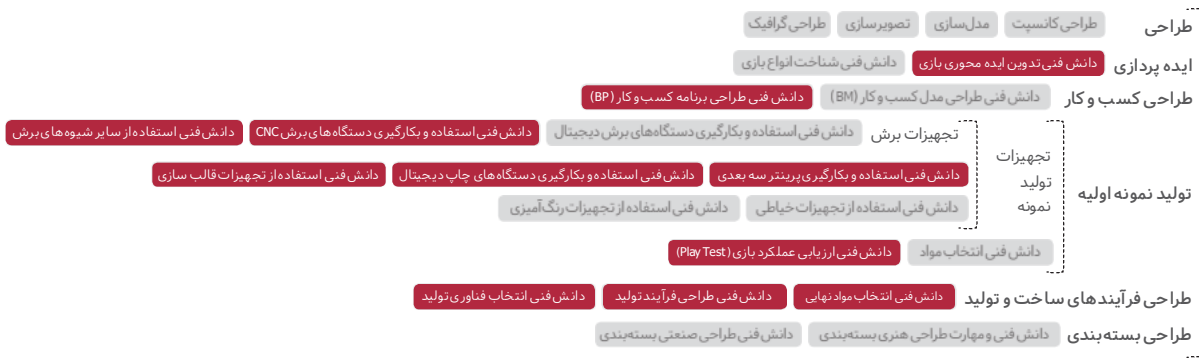 طراحی طراحی کانسپت مدل‌سازی تصویرسازی طراحی گرافیک
ایده پردازی دانش فنی تدوین ایده محوری بازی دانش فنی شناخت انواع بازی
طراحی کسب و کار دانش فنی طراحی مدل کسب و کار (BM) دانش فنی طراحی برنامه کسب و کار (BP)
تولید نمونه اولیه
تجهیزات
تولید
نمونه
تجهیزات برش دانش فنی استفاده و بکارگیری دستگاه‌های برش دیجیتال دانش فنی استفاده و بکارگیری دستگاه های برش CNC دانش فنی استفاده از سایر شیوه های برش
دانش فنی استفاده و بکارگیری پرینتر سه بعدی دانش فنی استفاده و بکارگیری دستگاه های چاپ دیجیتال دانش فنی استفاده از تجهیزات قالب سازی
دانش فنی استفاده از تجهیزات خیاطی دانش فنی استفاده از تجهیزات رنگ‌آمیزی
دانش فنی انتخاب مواد دانش فنی ارزیابی عملکرد بازی (Play Test)
طراحی فرآیندهای ساخت و تولید دانش فنی انتخاب مواد نهایی دانش فنی طراحی فرآیند تولید دانش فنی انتخاب فناوری تولید
طراحی بسته‌بندی دانش فنی و مهارت طراحی هنری بسته‌بندی دانش فنی طراحی صنعتی بسته‌بندی